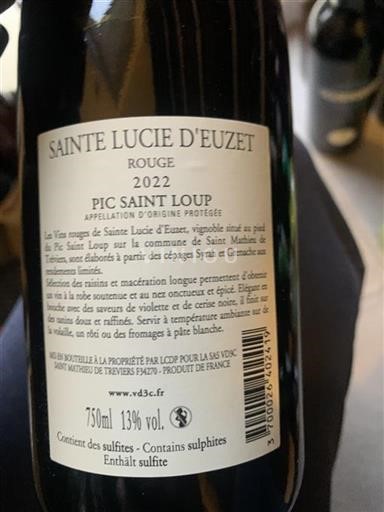 SAINTE LUCIE D'EUZET
ROUGE
2022
PIC SAINT LOUP
APPELLATION D'ORIGINE PROTÉGÉE
Les Vins rouges de Sainte Lucie d'Euzet, vignoble situé au pied
du Pic Saint Loup sur la commune de Saint Mathieu de
Tréviers, sont élaborés à partir des cépages Syrah - Grenache aux
rendements limités.
Sélection des raisins et macération longue permettent d'obtenir
un vin à la robe soutenue et au nez onctueux et épicé. Elégant en
bouche avec des saveurs de violette et de cerise noire, il finit sur
des tanins doux et raffinés. Servir à température ambiante sur de
la volaille, un rôti ou des fromages à pâte blanche.
MIS EN BOUTEILLE À LA PROPRIÉTÉ PAR LCDP POUR LA SAS VD3C
SAINT MATHIEU DE TREVIERS F34270 - PRODUIT DE FRANCE
www.vd3c.fr
750ml 13% vol.
Contient des sulfites - Contains sulphites
Enthält sulfite
3 700026 402419